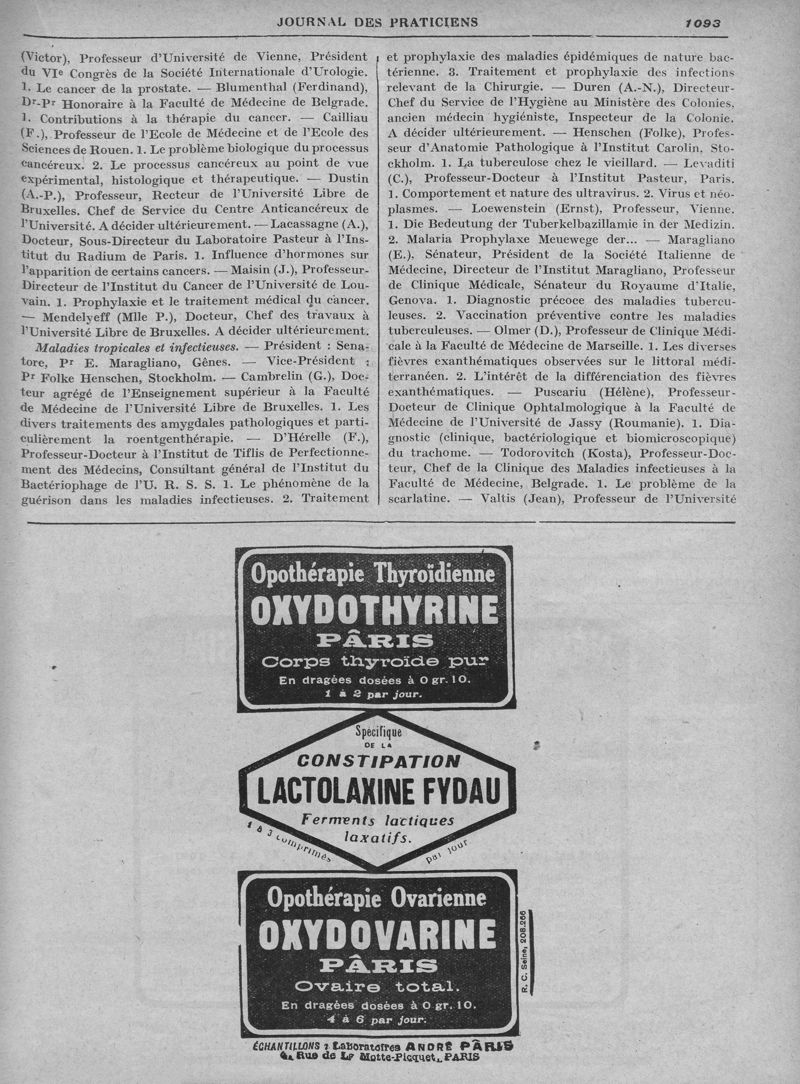 JOURNAL DES PRATICIENS 1093
(Victor), Professeur d'Université de Vienne, Président
du VIe Congrès de la Société Internationale d'Urologie.
1. Le cancer de la prostate. — Blumenthal (Ferdinand),
Dr-Pr Honoraire à la Faculté de Médecine de Belgrade.
1. Contributions à la thérapie du cancer. — Cailliau
(F.), Professeur de l'Ecole de Médecine et de l'Ecole des
Sciences de Rouen. 1. Le problème biologique du processus
cancéreux. 2. Le processus cancéreux au point de vue
expérimental, histologique et thérapeutique. — Dustin
(A.-P.), Professeur, Recteur de l'Université Libre de
Bruxelles. Chef de Service du Centre Anticancéreux de
l'Université. A décider ultérieurement. — Lacassagne (A.),
Docteur, Sous-Directeur du Laboratoire Pasteur à l'Ins-
titut du Radium de Paris. 1. Influence d'hormones sur
l'apparition de certains cancers. — Maisin (J.), Professeur-
Directeur de l'Institut du Cancer de l'Université de Lou-
vain. 1. Prophylaxie et le traitement médical du cancer.
— Mendelyeff (Mlle P.), Docteur, Chef des travaux à
l'Université Libre de Bruxelles. A décider ultérieurement.
Maladies tropicales et infectieuses. — Président : Sena-
tore, Pr E. Maragliano, Gênes. — Vice-Président :
Pr Folke Henschen, Stockholm. — Cambrelin (G.), Doc-
teur agrégé de l'Enseignement supérieur à la Faculté
de Médecine de l'Université Libre de Bruxelles. 1. Les
divers traitements des amygdales pathologiques et parti-
culièrement la roentgenthérapie. — D'Hérelle (F.),
Professeur-Docteur à l'Institut de Tiflis de Perfectionne-
ment des Médecins, Consultant général de l'Institut du
Bactériophage de l'U. R. S. S. 1. Le phénomène de la
guérison dans les maladies infectieuses. 2. Traitement
et prophylaxie des maladies épidémiques de nature bac-
térienne. 3. Traitement et prophylaxie des infections
relevant de la Chirurgie. — Duren (A.-N.), Directeur-
Chef du Service de l'Hygiène au Ministère des Colonies,
ancien médecin hygiéniste, Inspecteur de la Colonie.
A décider ultérieurement. — Henschen (Folke), Profes-
seur d'Anatomie Pathologique à l'Institut Carolin, Sto-
ckholm. 1. La tuberculose chez le vieillard. — Levaditi
(C.), Professeur-Docteur à l'Institut Pasteur, Paris.
1. Comportement et nature des ultravirus. 2. Virus et néo-
plasmes. — Loewenstein (Ernst), Professeur, Vienne.
1. Die Bedeutung der Tuberkelbazillamie in der Medizin.
2. Malaria Prophylaxe Meuewege der... — Maragliano
(E.), Sénateur, Président de la Société Italienne de
Médecine, Directeur de l'Institut Maragliano, Professeur
de Clinique Médicale, Sénateur du Royaume d'Italie,
Genova. 1. Diagnostic précoce des maladies tubercu-
leuses. 2. Vaccination préventive contre les maladies
tuberculeuses. — Olmer (D.), Professeur de Clinique Médi-
cale à la Faculté de Médecine de Marseille. 1. Les diverses
fièvres exanthématiques observées sur le littoral médi-
terranéen. 2. L'intérêt de la différenciation des fièvres
exanthématiques. — Puscariu (Hélène), Professeur-
Docteur de Clinique Ophtalmologique à la Faculté de
Médecine de l'Université de Jassy (Roumanie). 1. Dia-
gnostic (clinique, bactériologique et biomicroscopique)
du trachome. — Todorovitch (Kosta), Professeur-Doc-
teur, Chef de la Clinique des Maladies infectieuses à la
Faculté de Médecine, Belgrade. 1. Le problème de la
scarlatine. — Valtis (Jean), Professeur de l'Université
Opothérapie Thyroïdienne
OXYDOTHYRINE
PÂRIS
Corps thyroïde pur
En dragées dosées à 0 gr. 10.
1 à 2 par jour.
Spécifique
DE LA
CONSTIPATION
LACTOLAXINE FYDAU
Ferments lactiques
laxatifs.
1 à 3 comprimés par jour
Opothérapie Ovarienne
OXYDOVARINE
PÂRIS
Ovaire total.
En dragées dosées à 0 gr. 10.
4 à 6 par jour.
R. C. Seine, 208.266
ÉCHANTILLONS : Laboratoires ANDRÉ PÂRIS
4, Rue de La Motte-Picquet, PARIS